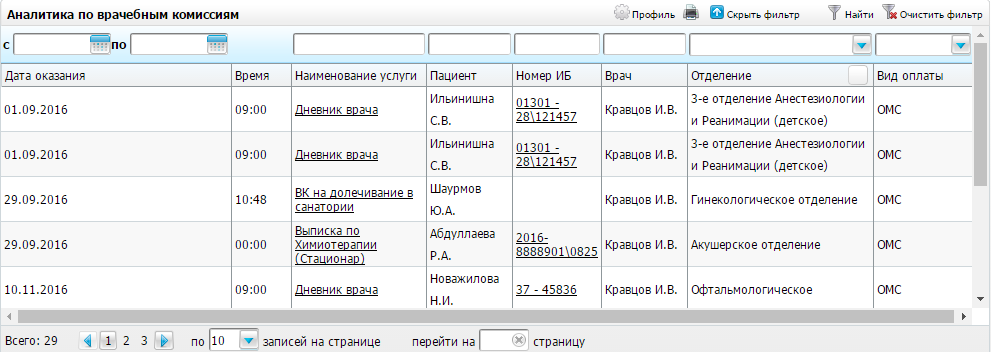 Аналитика по врачебным комиссиям Профиль Скрыть фильтр Найти Очистить фильтр
с по
Дата оказания Время Наименование услуги Пациент Номер ИБ Врач Отделение Вид оплаты
01.09.2016 09:00 Дневник врача Ильинишна С.В. 01301 - 28\121457 Кравцов И.В. 3-е отделение Анестезиологии и Реанимации (детское) ОМС
01.09.2016 09:00 Дневник врача Ильинишна С.В. 01301 - 28\121457 Кравцов И.В. 3-е отделение Анестезиологии и Реанимации (детское) ОМС
29.09.2016 10:48 ВК на долечивание в санатории Шаурмов Ю.А. Кравцов И.В. Гинекологическое отделение ОМС
29.09.2016 00:00 Выписка по Химиотерапии (Стационар) Абдуллаева Р.А. 2016-8888901\0825 Кравцов И.В. Акушерское отделение ОМС
10.11.2016 09:00 Дневник врача Новажилова Н.И. 37 - 45836 Кравцов И.В. Офтальмологическое ОМС
Всего: 29 1 2 3 по 10 записей на странице перейти на страницу